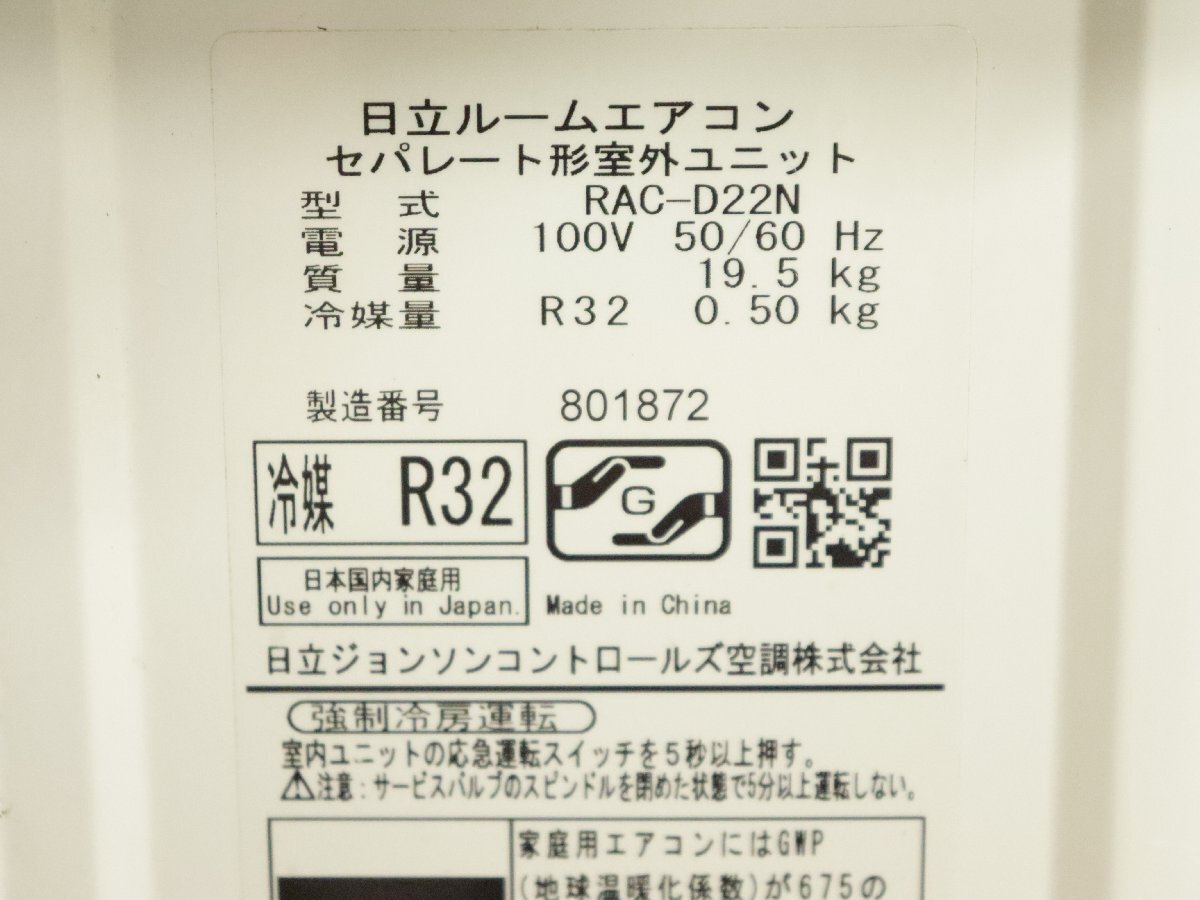 日立ルームエアコン
セパレート形室外ユニット
型 式 RAC-D22N
電 源 100V 50/60 Hz
質 量 19.5 kg
冷媒量 R32 0.50 kg
製造番号 801872
冷媒 R32
G
日本国内家庭用
Use only in Japan.
Made in China
日立ジョンソンコントロールズ空調株式会社
強制冷房運転
室内ユニットの応急運転スイッチを5秒以上押す。
⚠注意:サービスバルブのスピンドルを閉めた状態で5分以上運転しない。
家庭用エアコンにはGWP
(地球温暖化係数)が675の